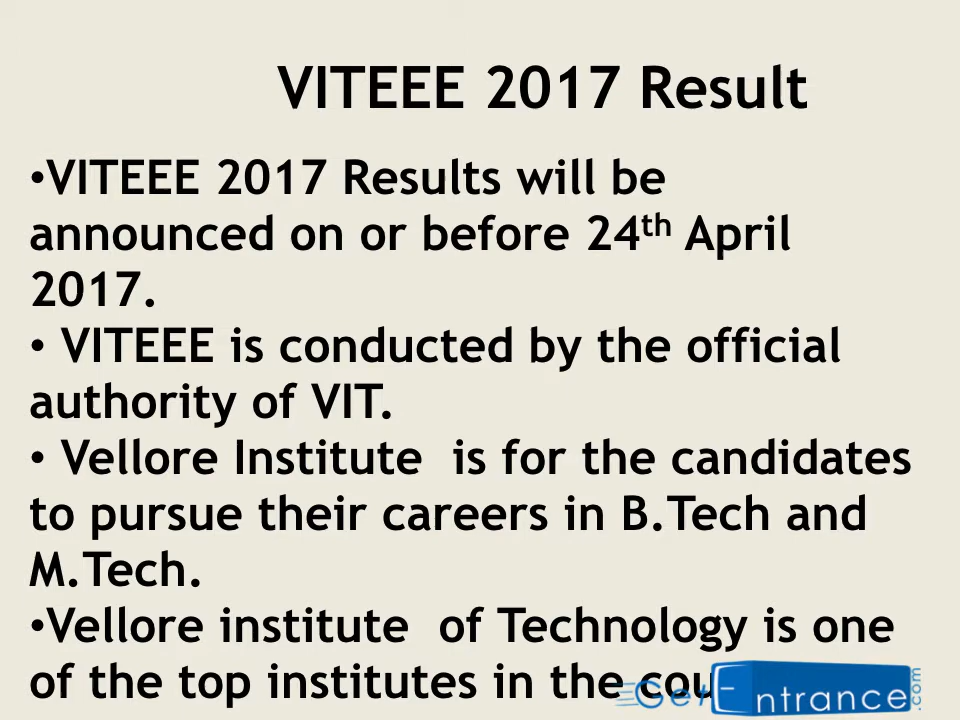 VITEEE 2017 Result
•VITEEE 2017 Results will be
announced on or before 24th April
2017.
• VITEEE is conducted by the official
authority of VIT.
• Vellore Institute  is for the candidates
to pursue their careers in B.Tech and
M.Tech.
•Vellore institute  of Technology is one
of the top institutes in the
GetEntrance.com